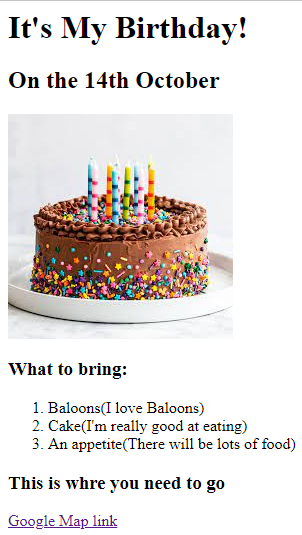 It's My Birthday!
On the 14th October
What to bring:
1. Baloons(I love Baloons)
2. Cake(I'm really good at eating)
3. An appetite(There will be lots of food)
This is whre you need to go
Google Map link